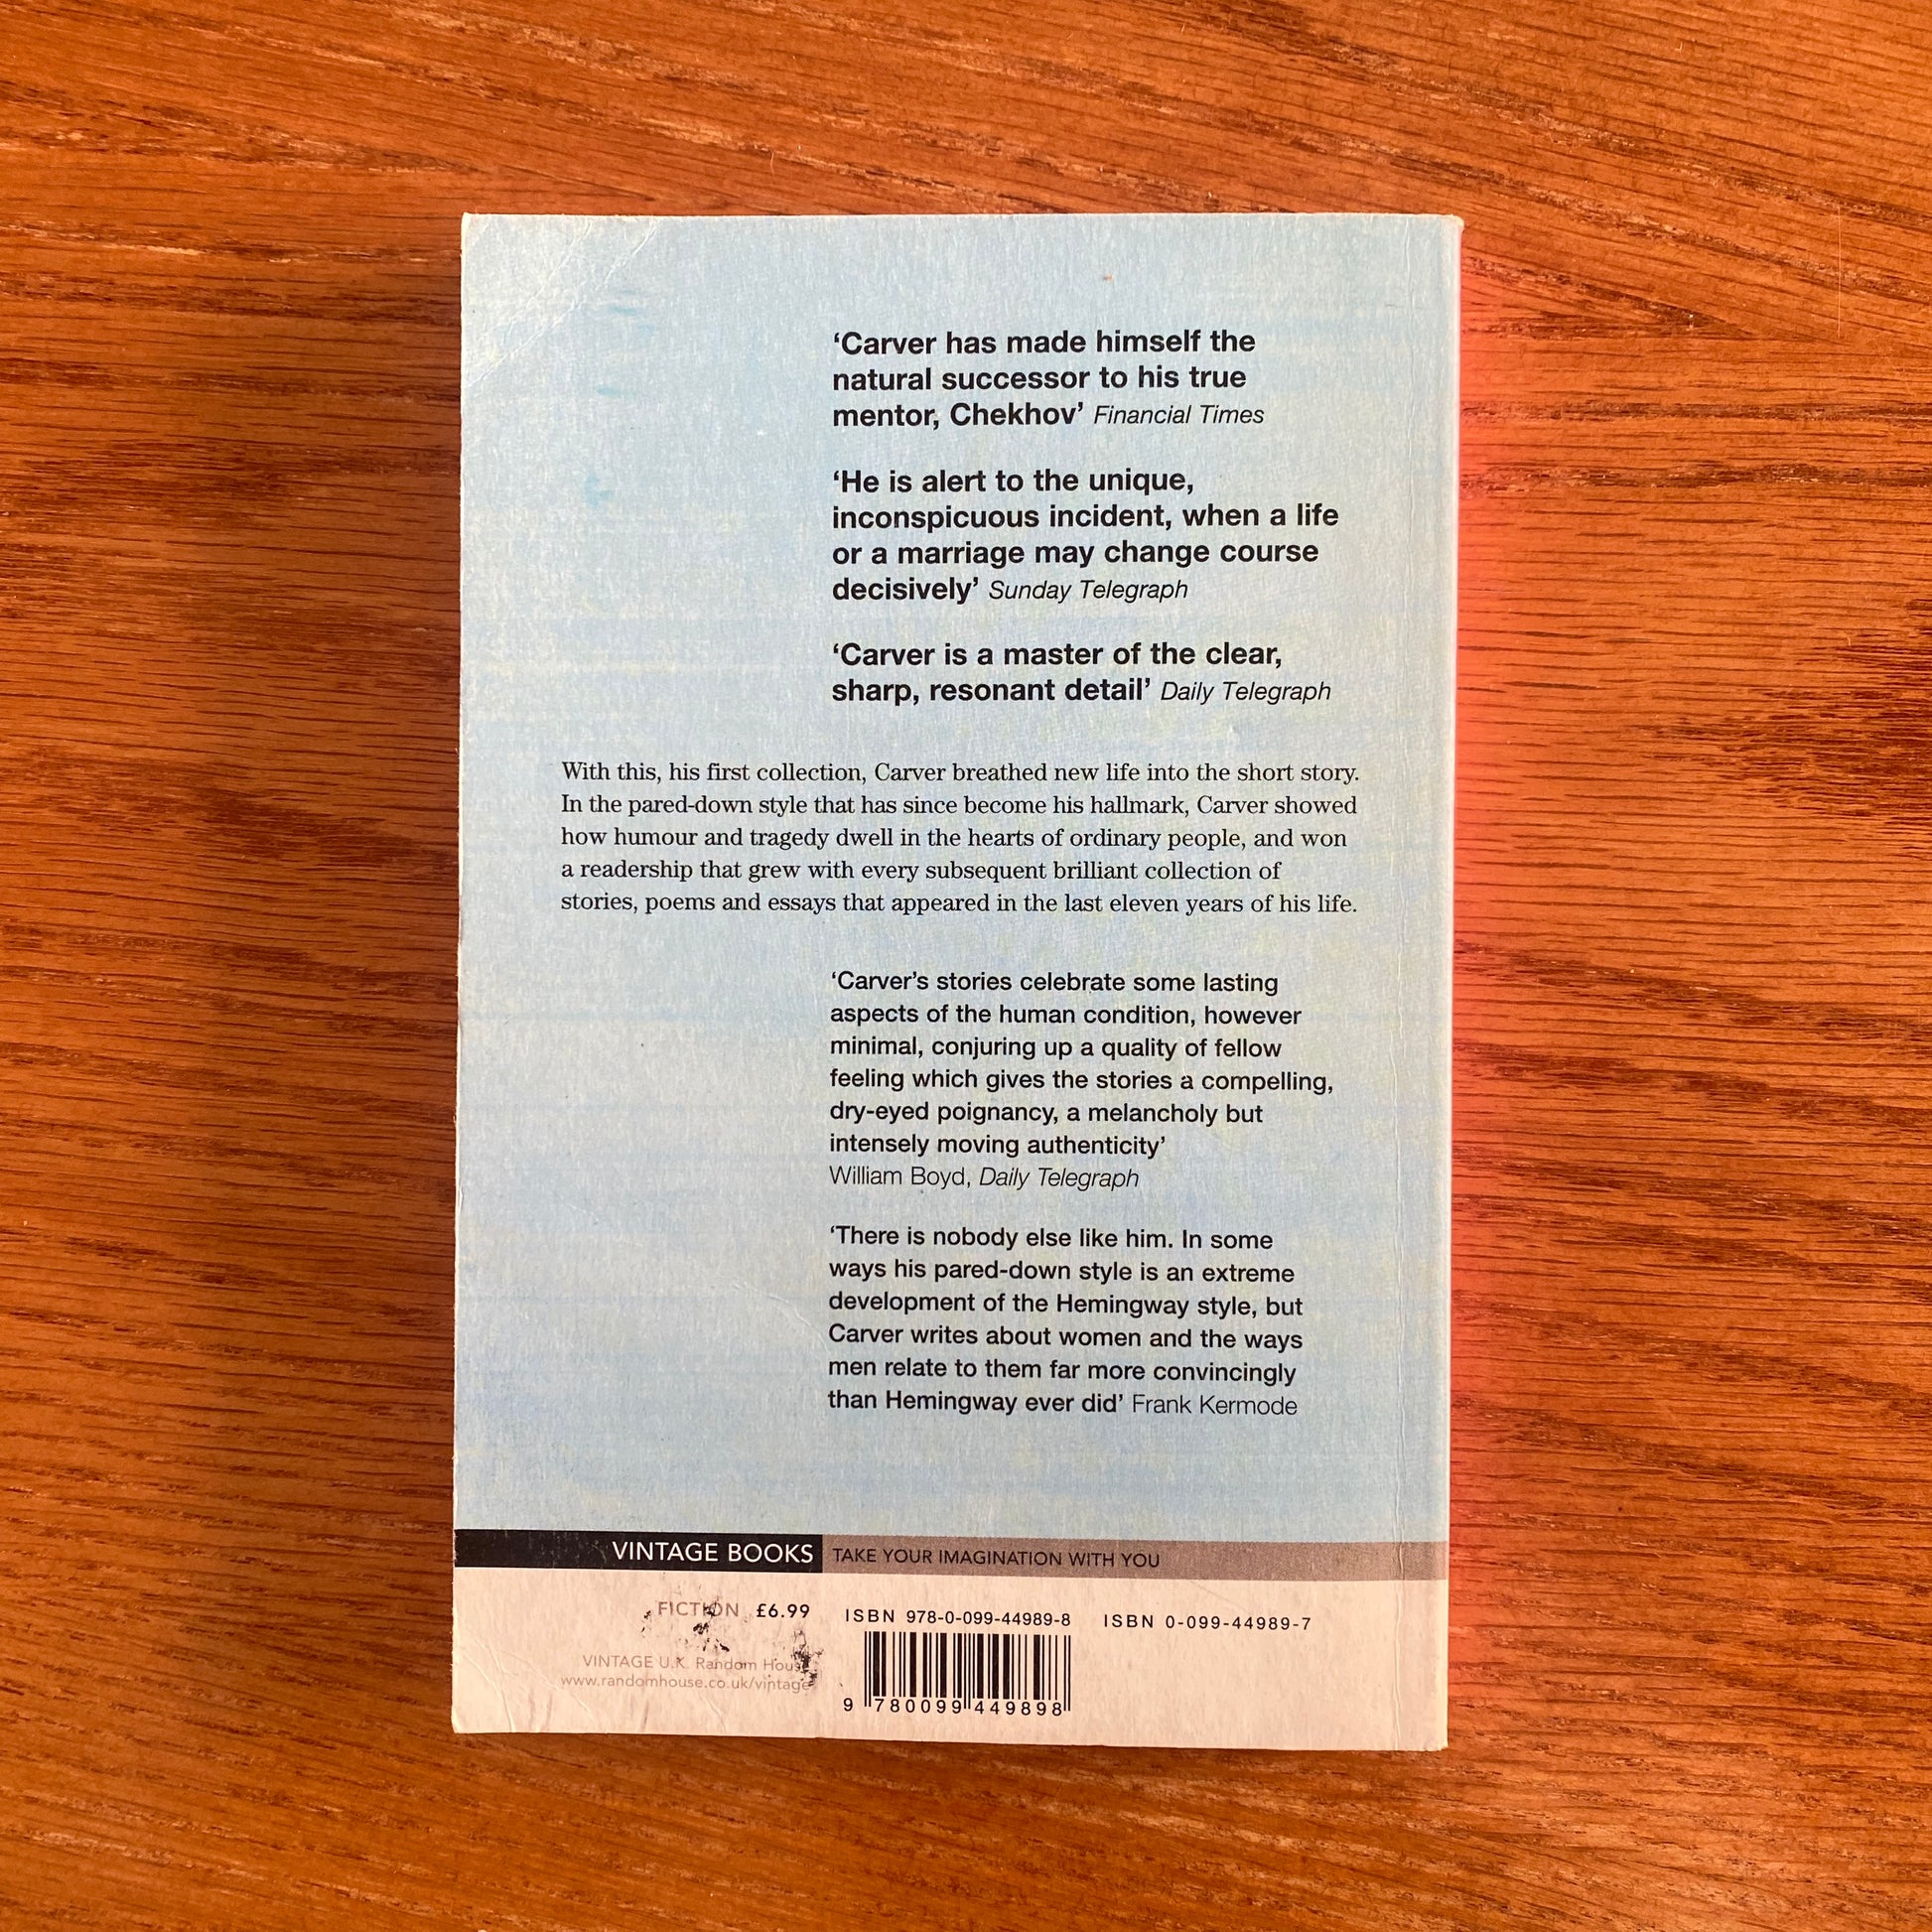 ‘Carver has made himself the
natural successor to his true
mentor, Chekhov’ Financial Times
‘He is alert to the unique,
inconspicuous incident, when a life
or a marriage may change course
decisively’ Sunday Telegraph
‘Carver is a master of the clear,
sharp, resonant detail’ Daily Telegraph
With this, his first collection, Carver breathed new life into the short story.
In the pared-down style that has since become his hallmark, Carver showed
how humour and tragedy dwell in the hearts of ordinary people, and won
a readership that grew with every subsequent brilliant collection of
stories, poems and essays that appeared in the last eleven years of his life.
‘Carver’s stories celebrate some lasting
aspects of the human condition, however
minimal, conjuring up a quality of fellow
feeling which gives the stories a compelling,
dry-eyed poignancy, a melancholy but
intensely moving authenticity’
William Boyd, Daily Telegraph
‘There is nobody else like him. In some
ways his pared-down style is an extreme
development of the Hemingway style, but
Carver writes about women and the ways
men relate to them far more convincingly
than Hemingway ever did’ Frank Kermode
VINTAGE BOOKS TAKE YOUR IMAGINATION WITH YOU
FICTION £6.99 ISBN 978-0-099-44989-8 ISBN 0-099-44989-7
VINTAGE U.K. Random House
www.randomhouse.co.uk/vintage
9 780099 449898